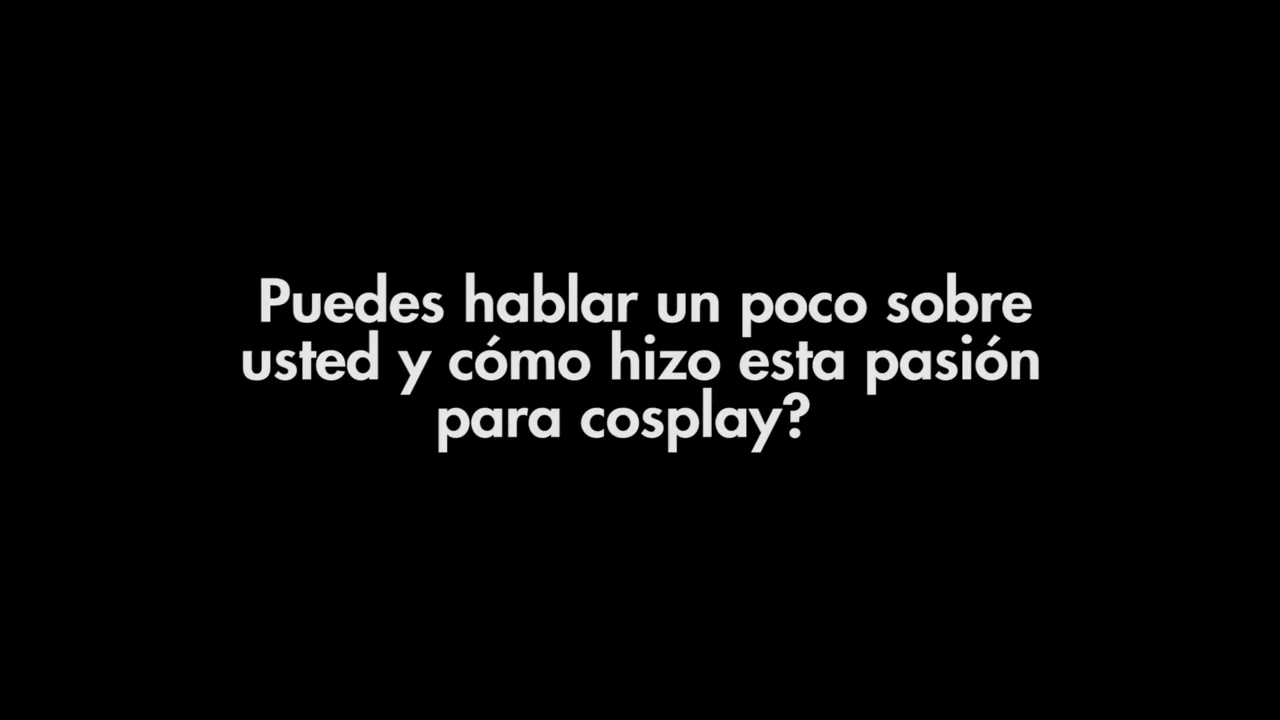 Puedes hablar un poco sobre
usted y cómo hizo esta pasión
para cosplay?